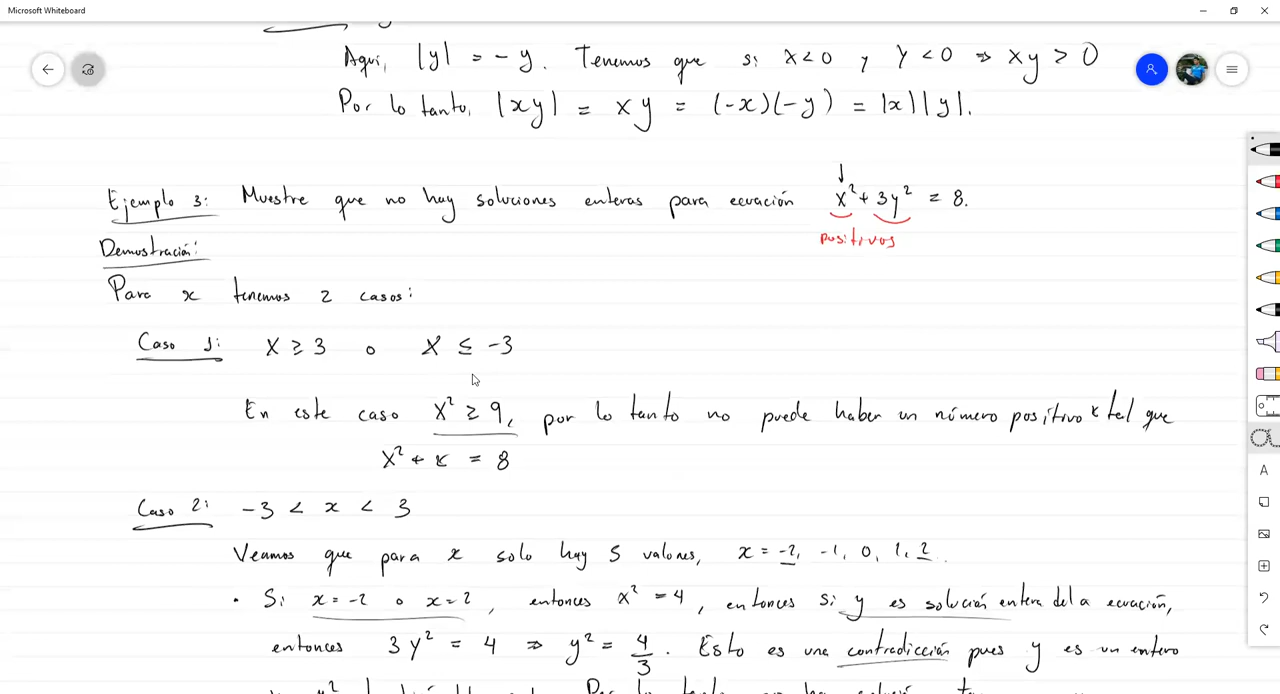 Microsoft Whiteboard
Aquí, |y| = -y. Tenemos que si x<0 y y<0 ⇒ xy > 0
Por lo tanto, |xy| = xy = (-x)(-y) = |x||y|.
Ejemplo 3: Muestre que no hay soluciones enteras para ecuación x² + 3y² = 8.
positivos
Demostración:
Para x tenemos 2 casos:
Caso 1: x ≥ 3 o x ≤ -3
En este caso x² ≥ 9, por lo tanto no puede haber un número positivo k tal que
x² + k = 8
Caso 2: -3 < x < 3
Veamos que para x solo hay 5 valores, x = -2, -1, 0, 1, 2
• Si x = -2 o x = 2, entonces x² = 4, entonces si y es solución entera de la ecuación,
entonces 3y² = 4 ⇒ y² = 4/3. Esto es una contradicción pues y es un entero
A